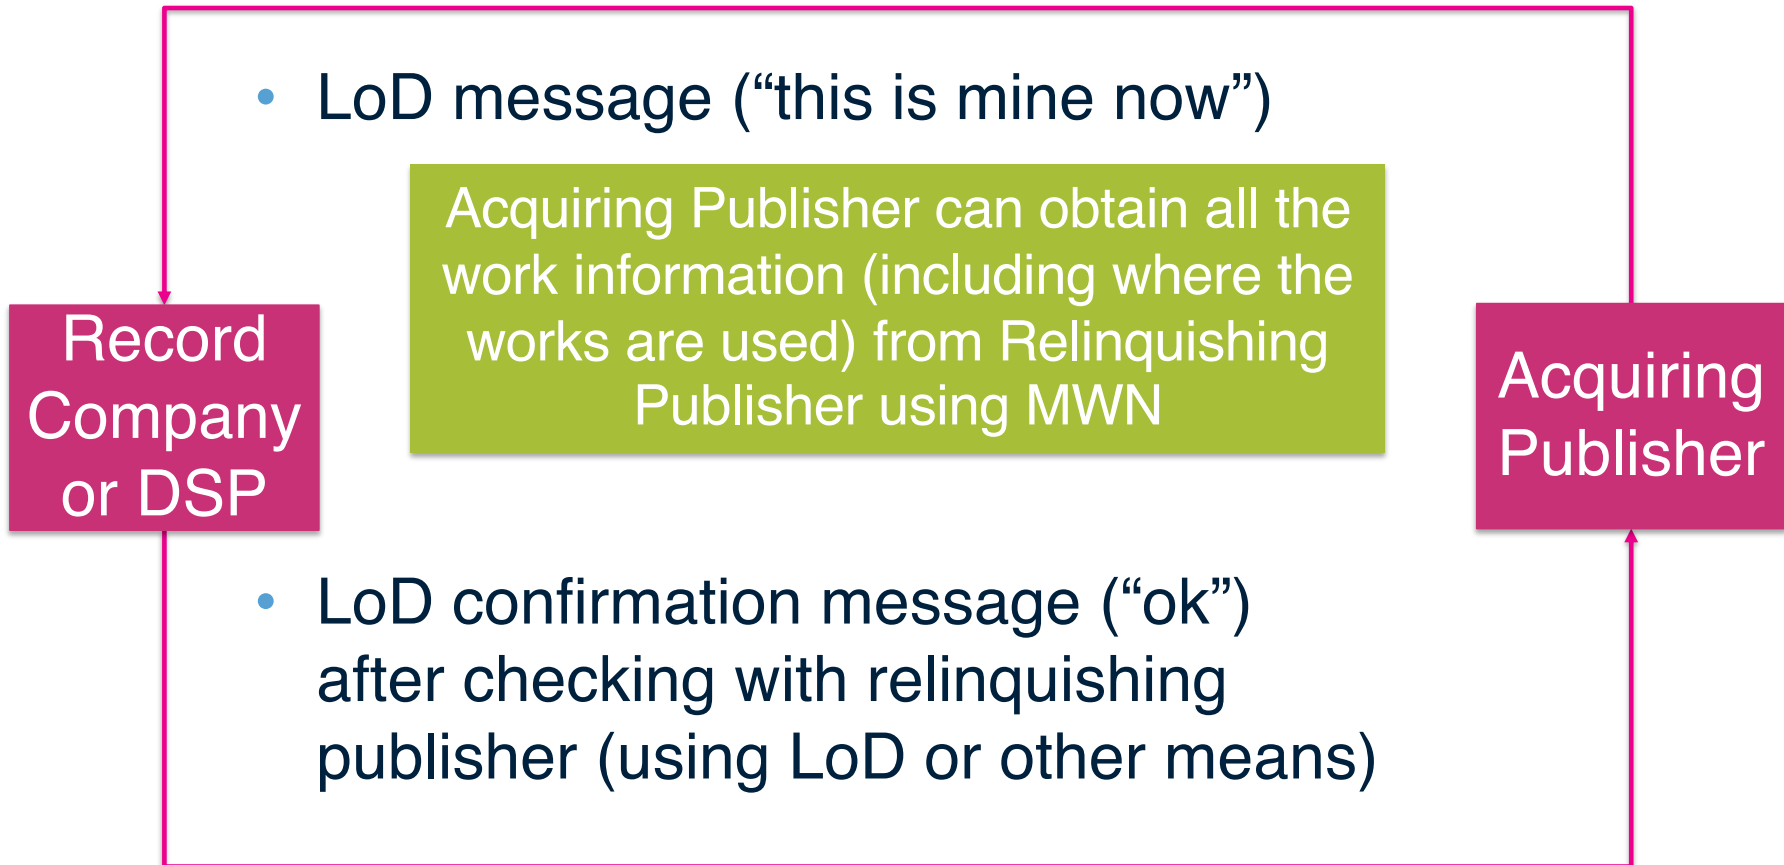 • LoD message (“this is mine now”)
Acquiring Publisher can obtain all the
work information (including where the
works are used) from Relinquishing
Publisher using MWN
Record
Company
or DSP
Acquiring
Publisher
• LoD confirmation message (“ok”)
after checking with relinquishing
publisher (using LoD or other means)